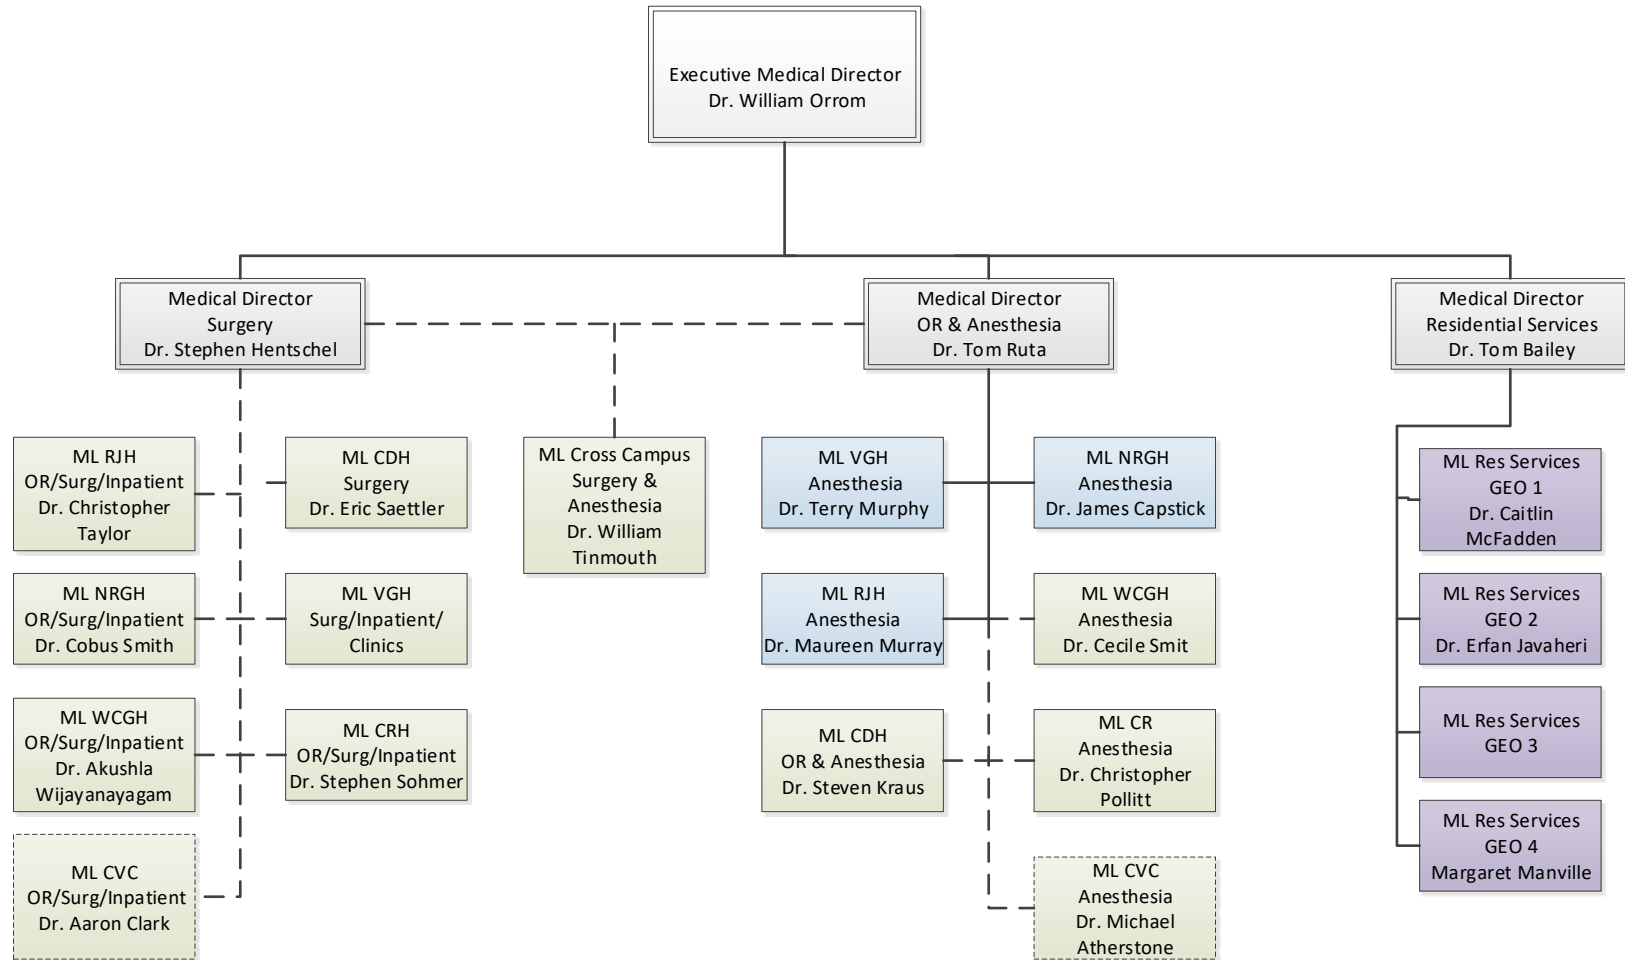 Executive Medical Director
Dr. William Orrom
Medical Director
Surgery
Dr. Stephen Hentschel
Medical Director
OR & Anesthesia
Dr. Tom Ruta
Medical Director
Residential Services
Dr. Tom Bailey
ML RJH
OR/Surg/Inpatient
Dr. Christopher
Taylor
ML CDH
Surgery
Dr. Eric Saettler
ML Cross Campus
Surgery &
Anesthesia
Dr. William
Tinmouth
ML VGH
Anesthesia
Dr. Terry Murphy
ML NRGH
Anesthesia
Dr. James Capstick
ML Res Services
GEO 1
Dr. Caitlin
McFadden
ML NRGH
OR/Surg/Inpatient
Dr. Cobus Smith
ML VGH
Surg/Inpatient/
Clinics
ML RJH
Anesthesia
Dr. Maureen Murray
ML WCGH
Anesthesia
Dr. Cecile Smit
ML Res Services
GEO 2
Dr. Erfan Javaheri
ML WCGH
OR/Surg/Inpatient
Dr. Akushla
Wijayanayagam
ML CRH
OR/Surg/Inpatient
Dr. Stephen Sohmer
ML CDH
OR & Anesthesia
Dr. Steven Kraus
ML CR
Anesthesia
Dr. Christopher
Pollitt
ML Res Services
GEO 3
ML CVC
OR/Surg/Inpatient
Dr. Aaron Clark
ML CVC
Anesthesia
Dr. Michael
Atherstone
ML Res Services
GEO 4
Margaret Manville